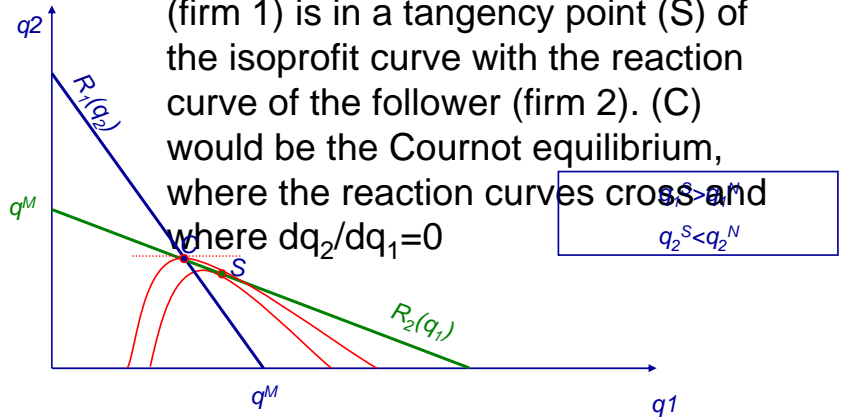 (firm 1) is in a tangency point (S) of
the isoprofit curve with the reaction
curve of the follower (firm 2). (C)
would be the Cournot equilibrium,
where the reaction curves cross and
where dq₂/dq₁=0
q2
R₁(q₂)
q₁ˢ>q₁ᴺ
q₂ˢ<q₂ᴺ
qᴹ
C
S
R₂(q₁)
qᴹ
q1